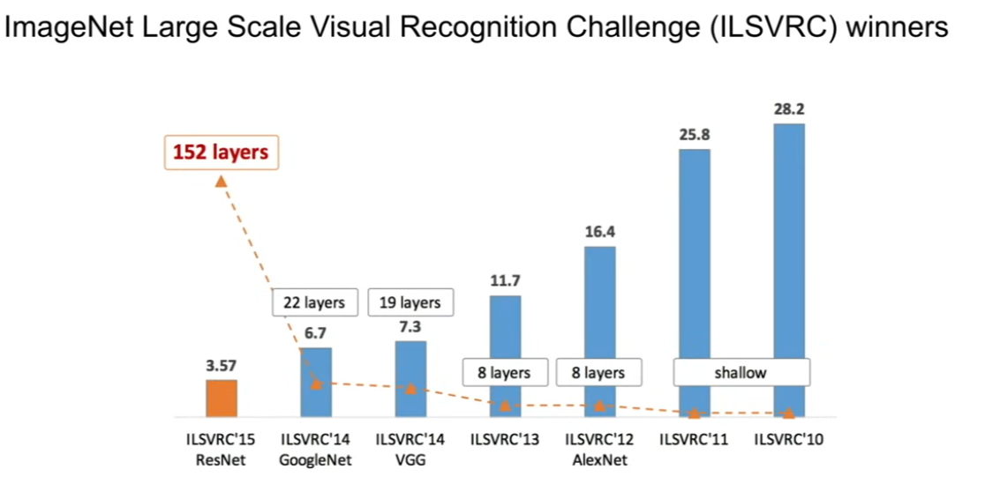 ImageNet Large Scale Visual Recognition Challenge (ILSVRC) winners
28.2
25.8
152 layers
16.4
11.7
22 layers
19 layers
7.3
6.7
3.57
8 layers
8 layers
shallow
ILSVRC'15
ResNet
ILSVRC'14
GoogleNet
ILSVRC'14
VGG
ILSVRC'13
ILSVRC'12
AlexNet
ILSVRC'11
ILSVRC'10